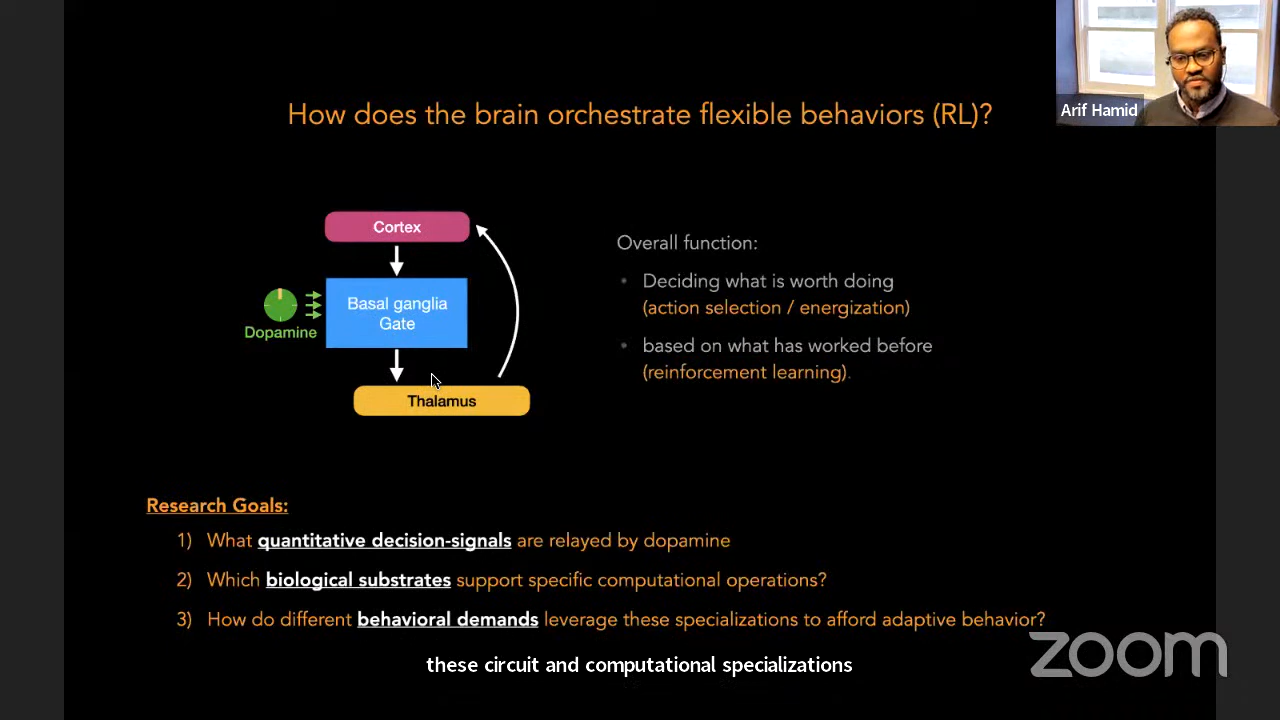 How does the brain orchestrate flexible behaviors (RL)?
Arif Hamid
Cortex
Basal ganglia
Gate
Dopamine
Thalamus
Overall function:
• Deciding what is worth doing
(action selection / energization)
• based on what has worked before
(reinforcement learning).
Research Goals:
1) What quantitative decision-signals are relayed by dopamine
2) Which biological substrates support specific computational operations?
3) How do different behavioral demands leverage these specializations to afford adaptive behavior?
these circuit and computational specializations
zoom